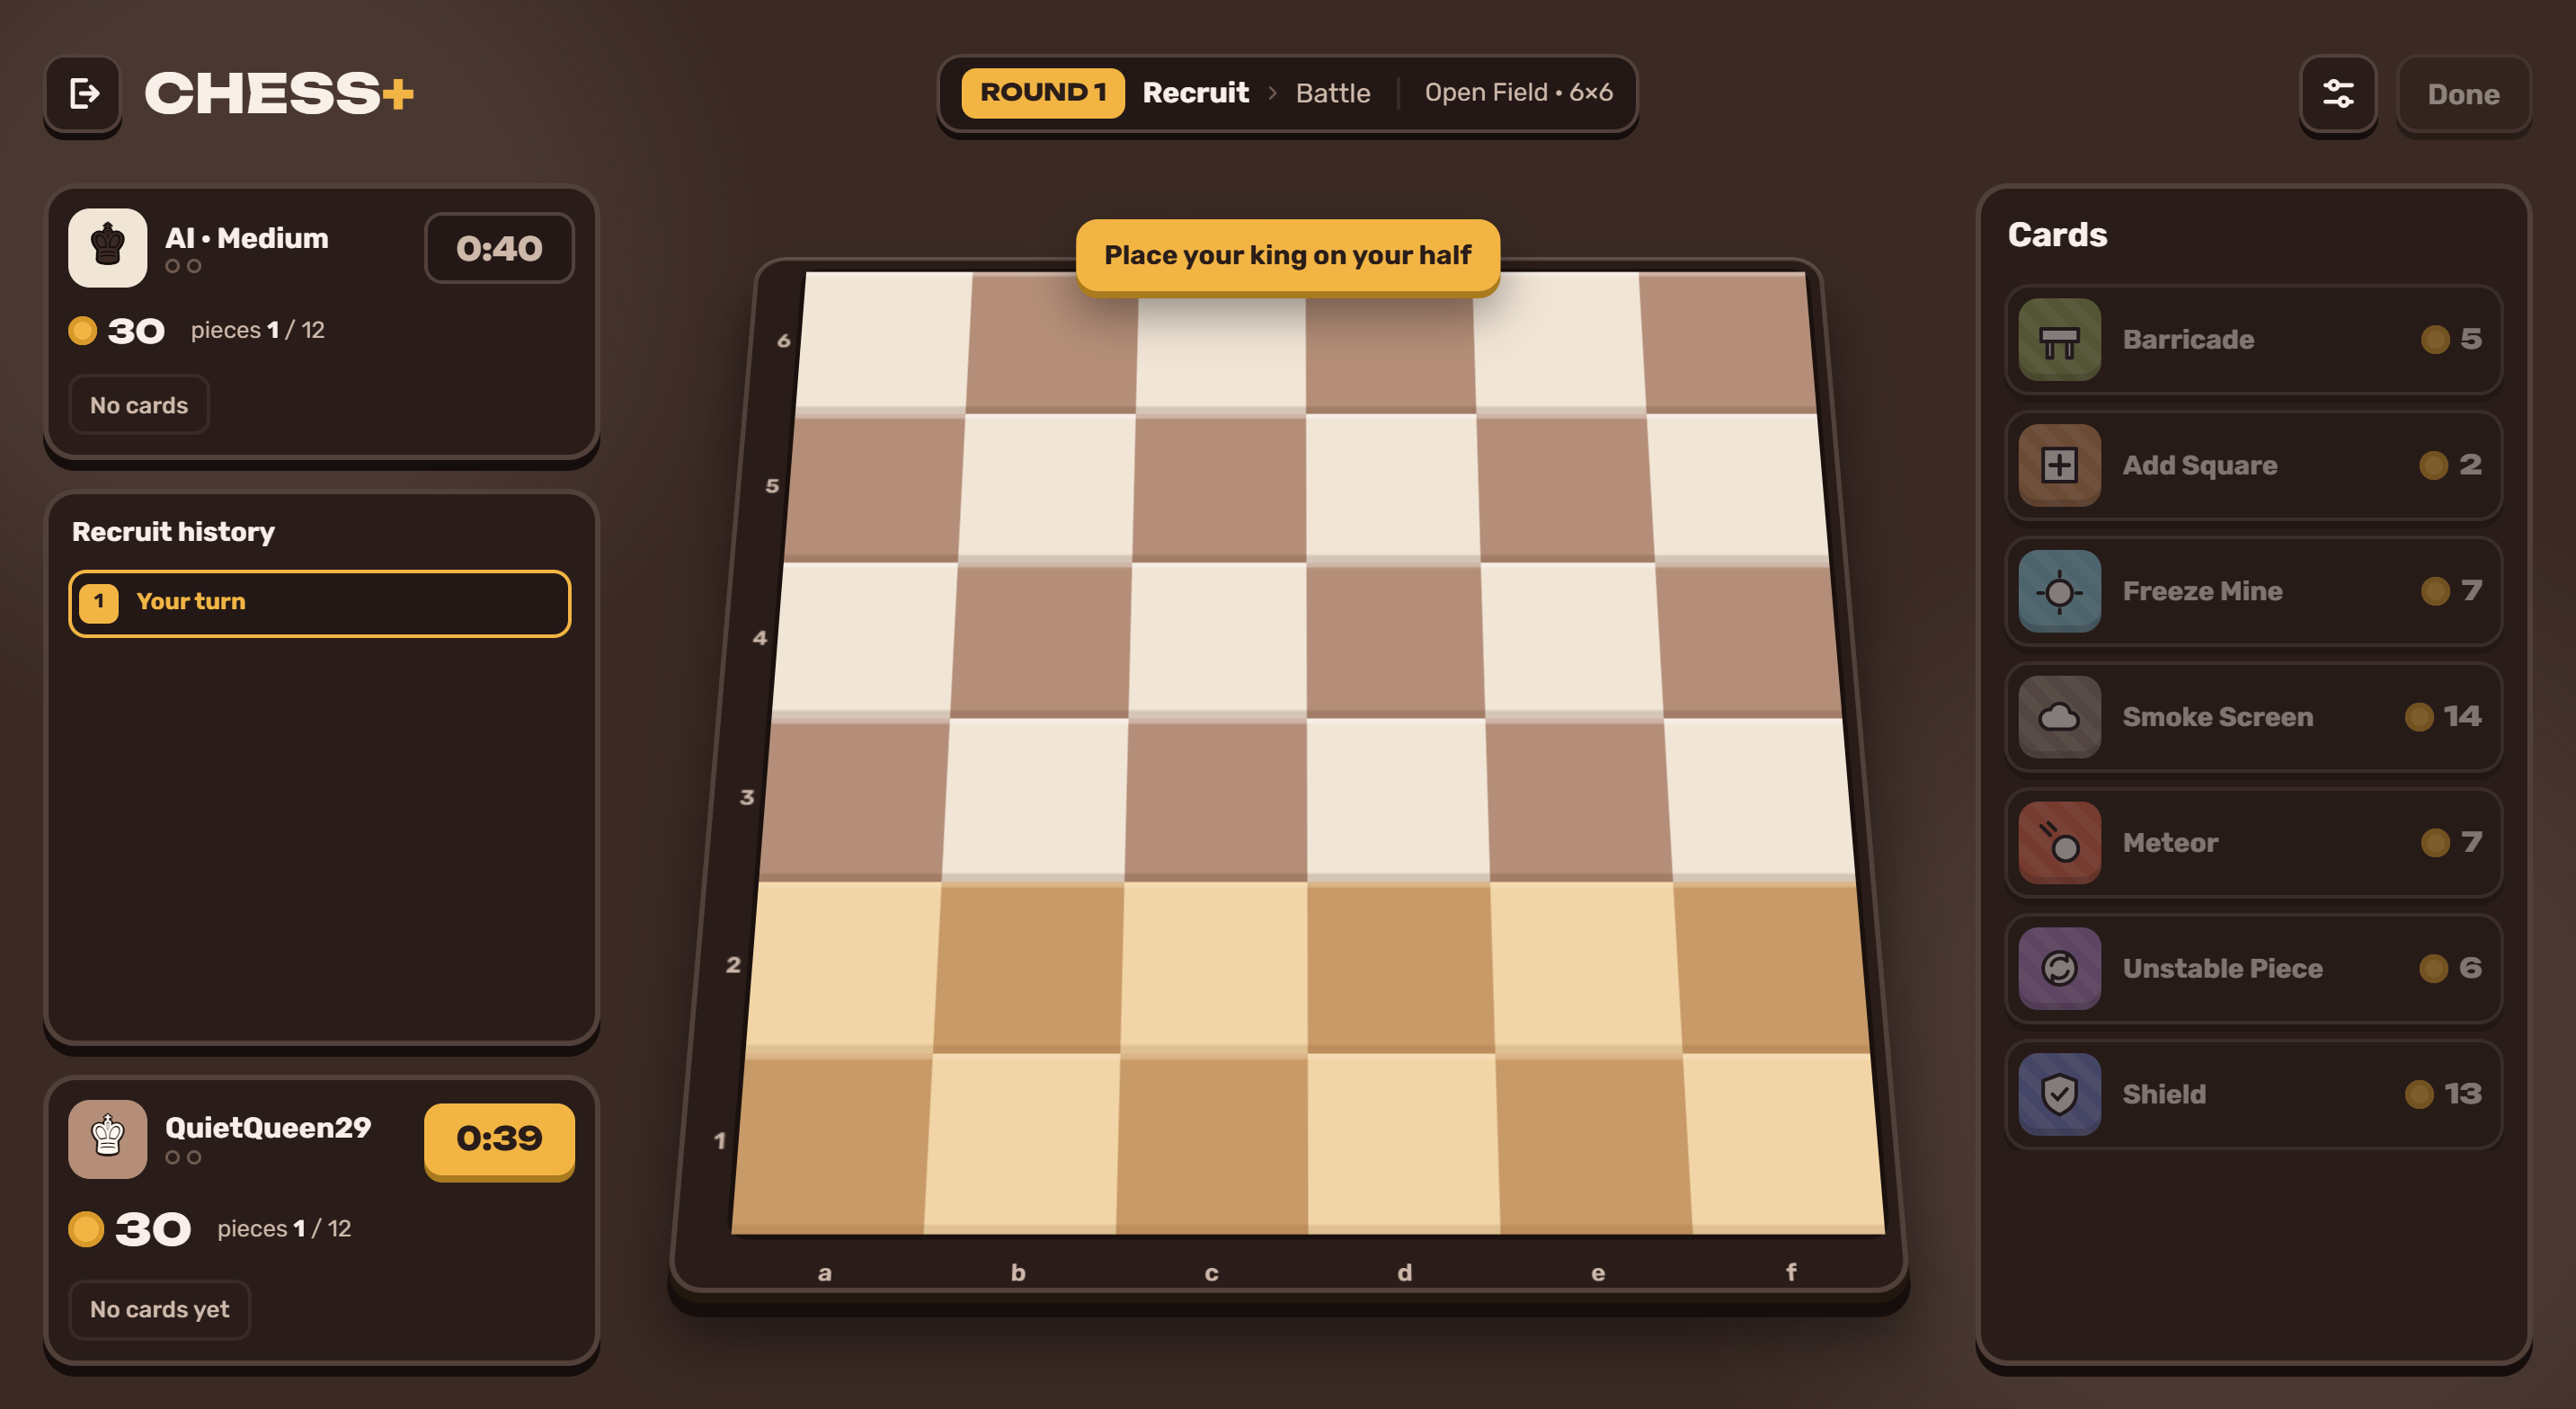 CHESS+
ROUND 1 Recruit > Battle | Open Field • 6×6
Done
AI • Medium
0:40
30 pieces 1 / 12
No cards
Recruit history
1 Your turn
QuietQueen29
0:39
30 pieces 1 / 12
No cards yet
Place your king on your half
6
5
4
3
2
1
a b c d e f
Cards
Barricade 5
Add Square 2
Freeze Mine 7
Smoke Screen 14
Meteor 7
Unstable Piece 6
Shield 13